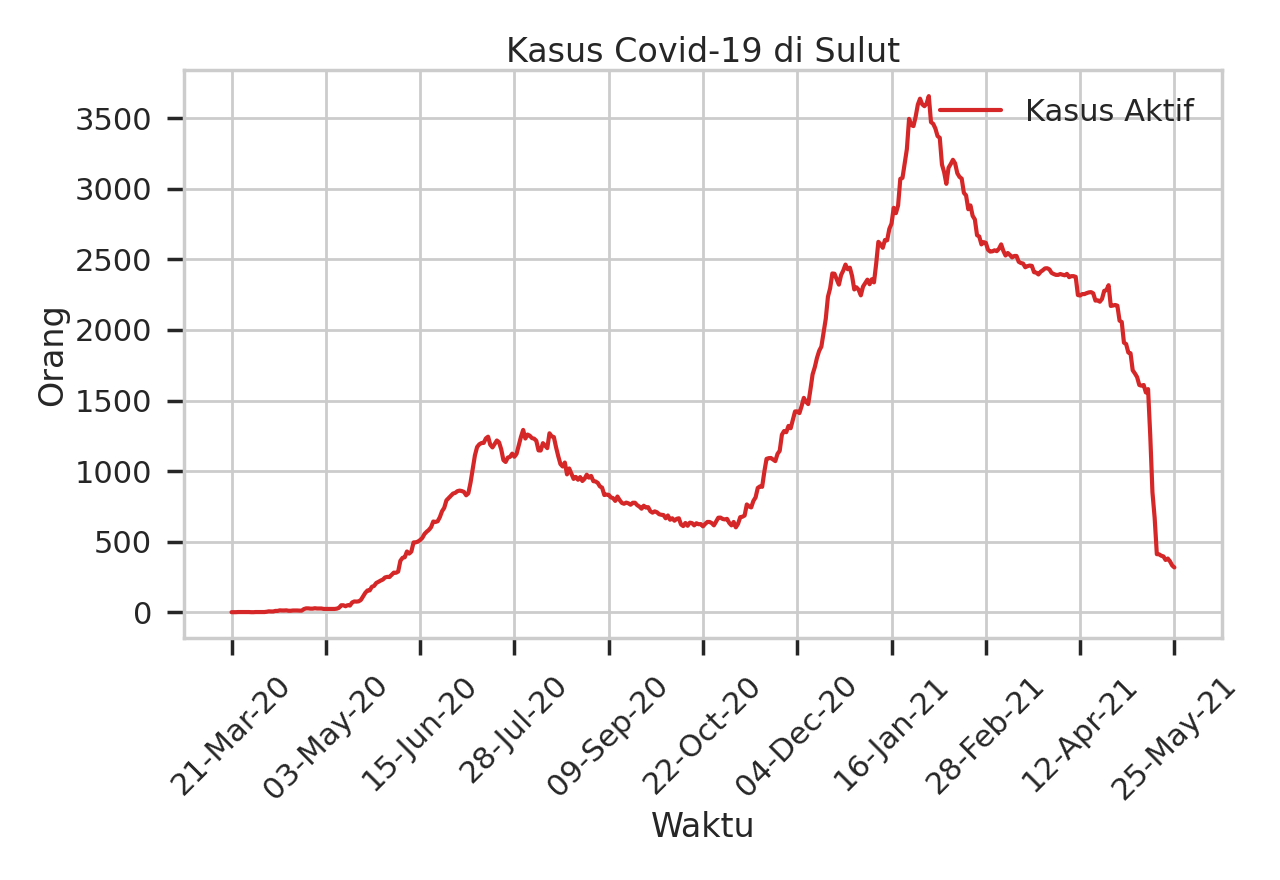 Kasus Covid-19 di Sulut
Kasus Aktif
Orang
3500
3000
2500
2000
1500
1000
500
0
21-Mar-20
03-May-20
15-Jun-20
28-Jul-20
09-Sep-20
22-Oct-20
04-Dec-20
16-Jan-21
28-Feb-21
12-Apr-21
25-May-21
Waktu